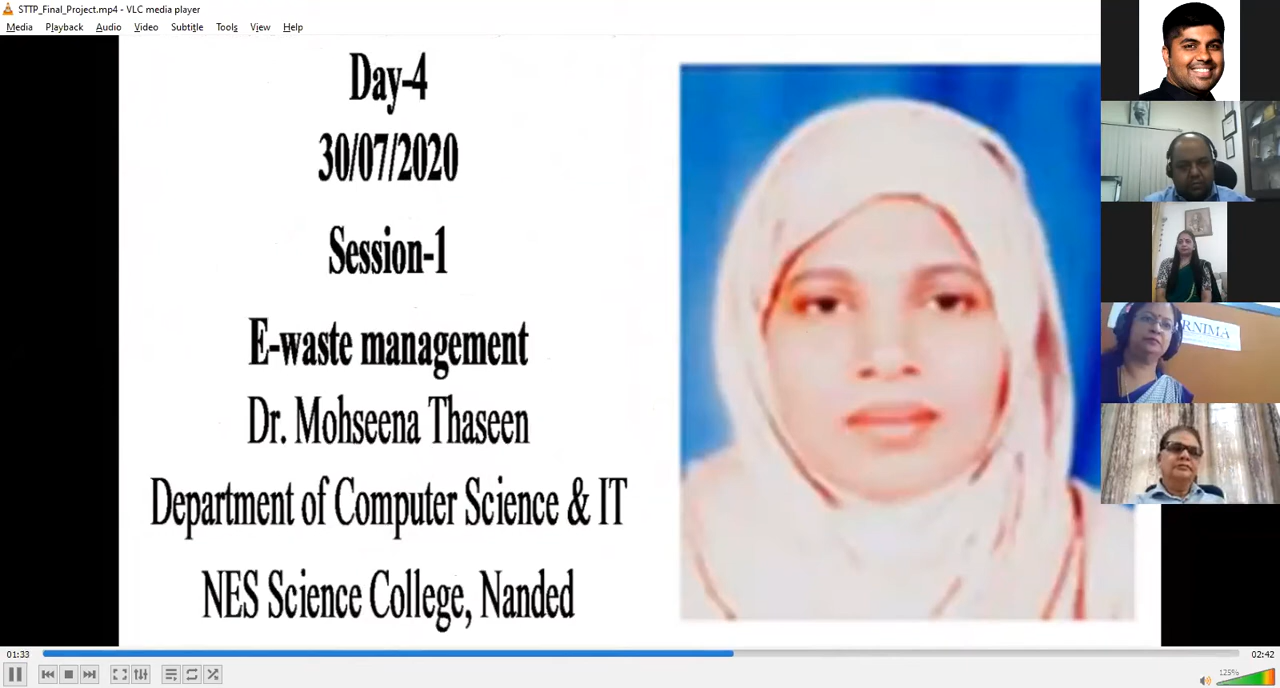 STTP_Final_Project.mp4 - VLC media player
Media Playback Audio Video Subtitle Tools View Help
Day-4
30/07/2020
Session-1
E-waste management
Dr. Mohseena Thaseen
Department of Computer Science & IT
NES Science College, Nanded
RNIMA
01:33
02:42
125%